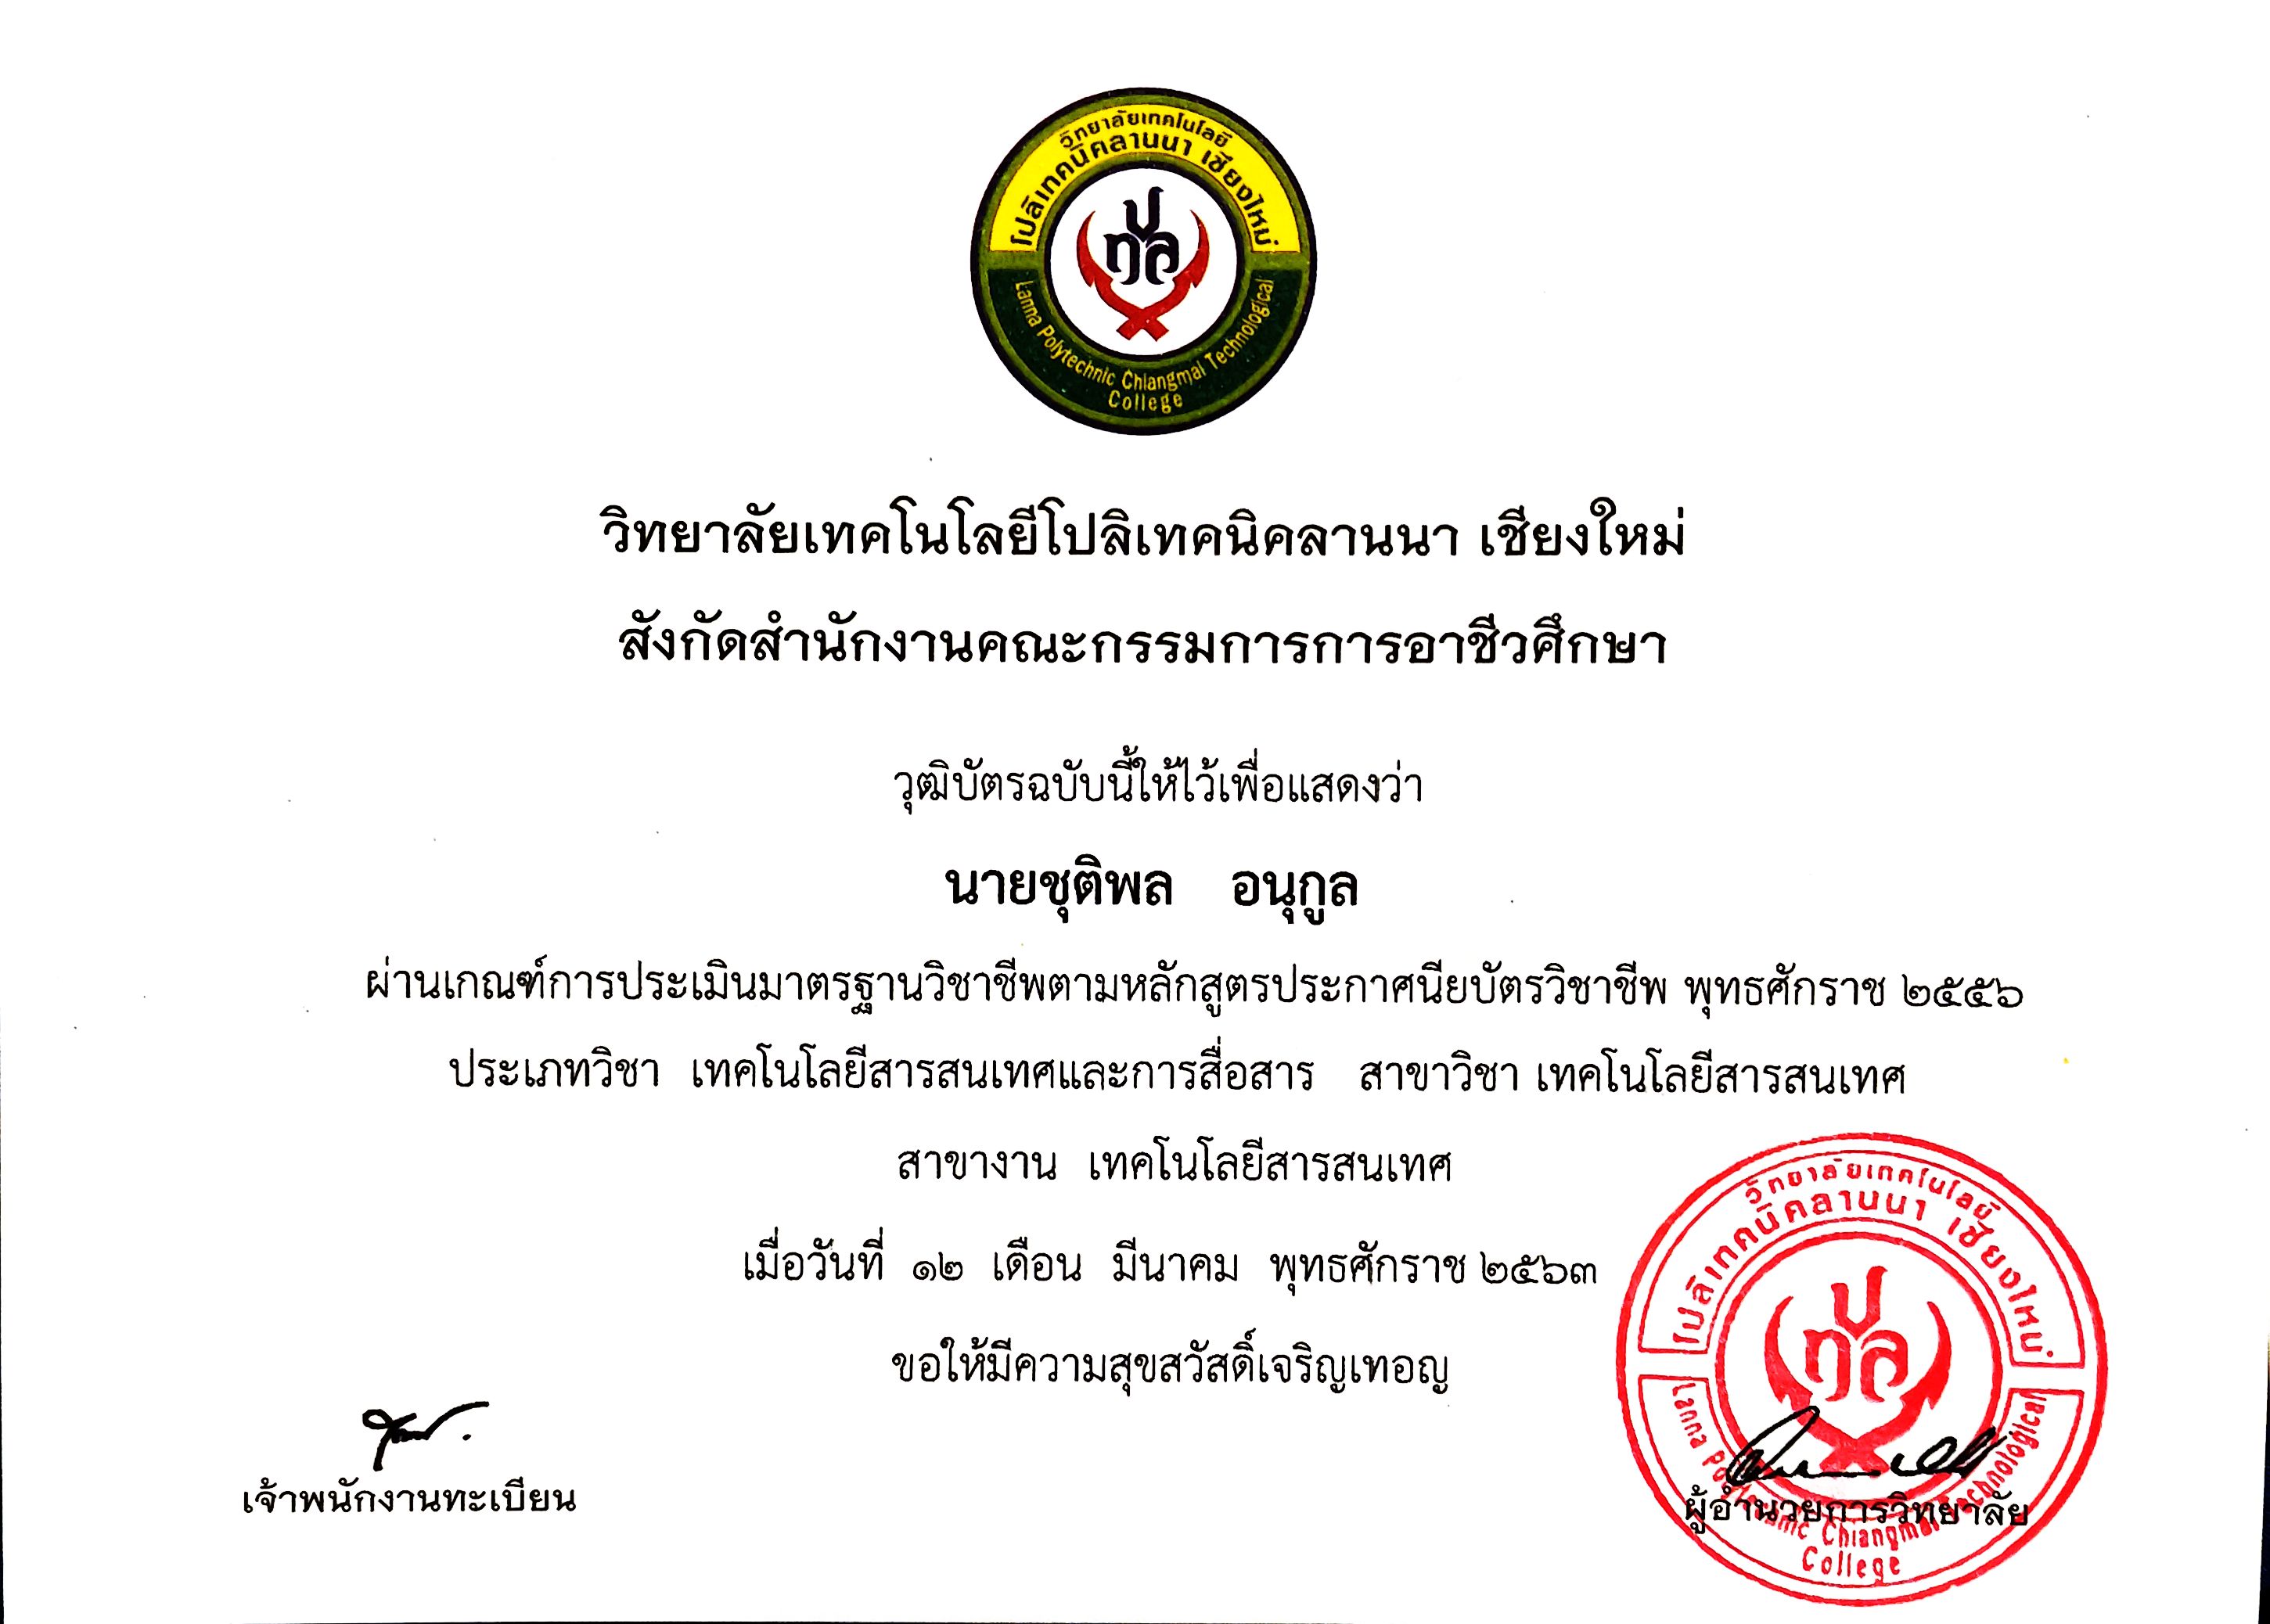 วิทยาลัยเทคโนโลยี
โปลิเทคนิคลานนา เชียงใหม่
ปทล
Lanna Polytechnic Chiangmai Technological
College
วิทยาลัยเทคโนโลยีโปลิเทคนิคลานนา เชียงใหม่
สังกัดสำนักงานคณะกรรมการการอาชีวศึกษา
วุฒิบัตรฉบับนี้ให้ไว้เพื่อแสดงว่า
นายชุติพล อนุกูล
ผ่านเกณฑ์การประเมินมาตรฐานวิชาชีพตามหลักสูตรประกาศนียบัตรวิชาชีพ พุทธศักราช ๒๕๕๖
ประเภทวิชา เทคโนโลยีสารสนเทศและการสื่อสาร สาขาวิชา เทคโนโลยีสารสนเทศ
สาขางาน เทคโนโลยีสารสนเทศ
เมื่อวันที่ ๑๒ เดือน มีนาคม พุทธศักราช ๒๕๖๓
ขอให้มีความสุขสวัสดิ์เจริญเทอญ
เจ้าพนักงานทะเบียน
ผู้อำนวยการวิทยาลัย
วิทยาลัยเทคโนโลยี
โปลิเทคนิคลานนา เชียงใหม่
ปทล
Lanna Polytechnic Chiangmai Technological
College